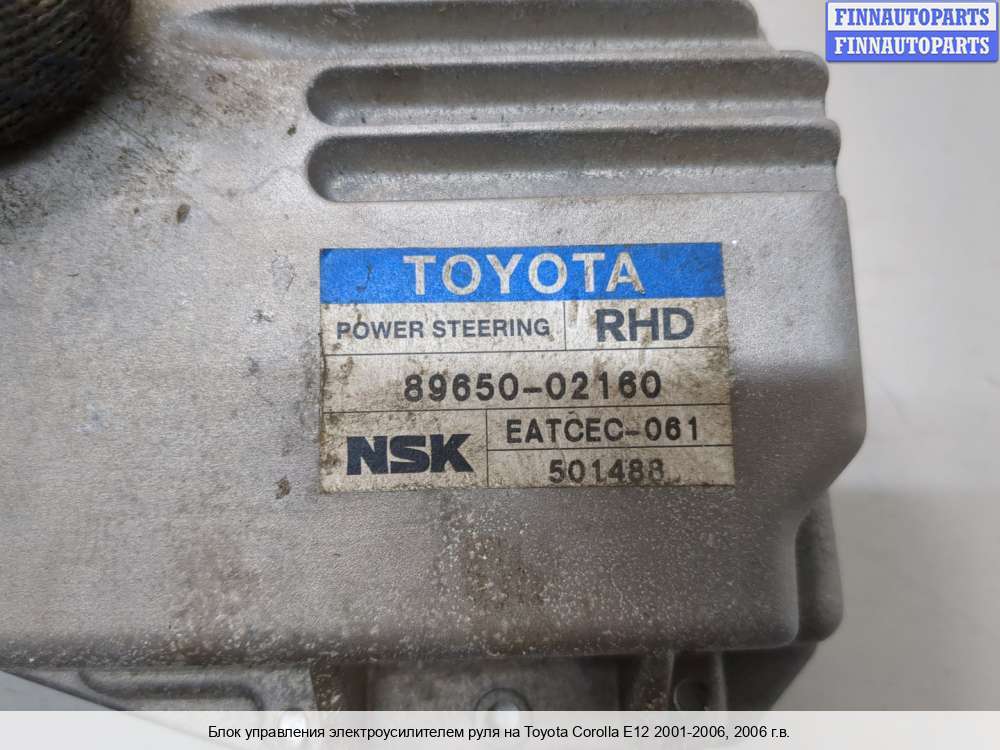 FINNAUTOPARTS
FINNAUTOPARTS
TOYOTA
POWER STEERING RHD
89650-02160
NSK EATCEC-061
501488
Блок управления электроусилителем руля на Toyota Corolla E12 2001-2006, 2006 г.в.